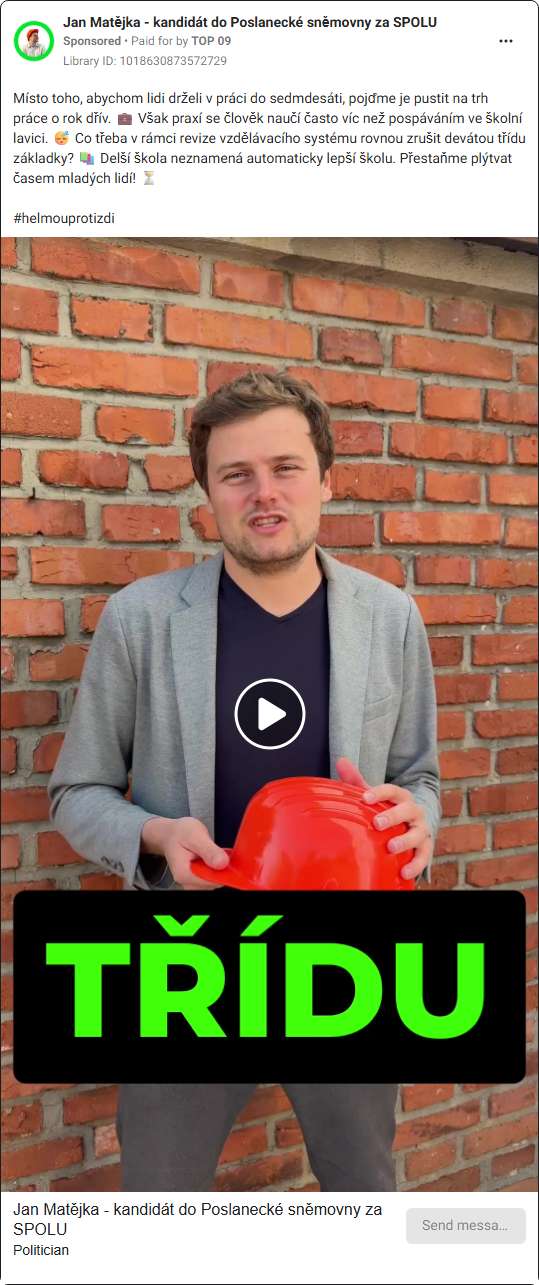 Jan Matějka - kandidát do Poslanecké sněmovny za SPOLU
Sponsored • Paid for by TOP 09
Library ID: 1018630873572729
Místo toho, abychom lidi drželi v práci do sedmdesáti, pojďme je pustit na trh
práce o rok dřív. 💼 Však praxí se člověk naučí často víc než pospáváním ve školní
lavici. 😴 Co třeba v rámci revize vzdělávacího systému rovnou zrušit devátou třídu
základky? 📚 Delší škola neznamená automaticky lepší školu. Přestaňme plýtvat
časem mladých lidí! ⏳
#helmouprotizdi
TŘÍDU
Jan Matějka - kandidát do Poslanecké sněmovny za
SPOLU
Politician
Send messa...